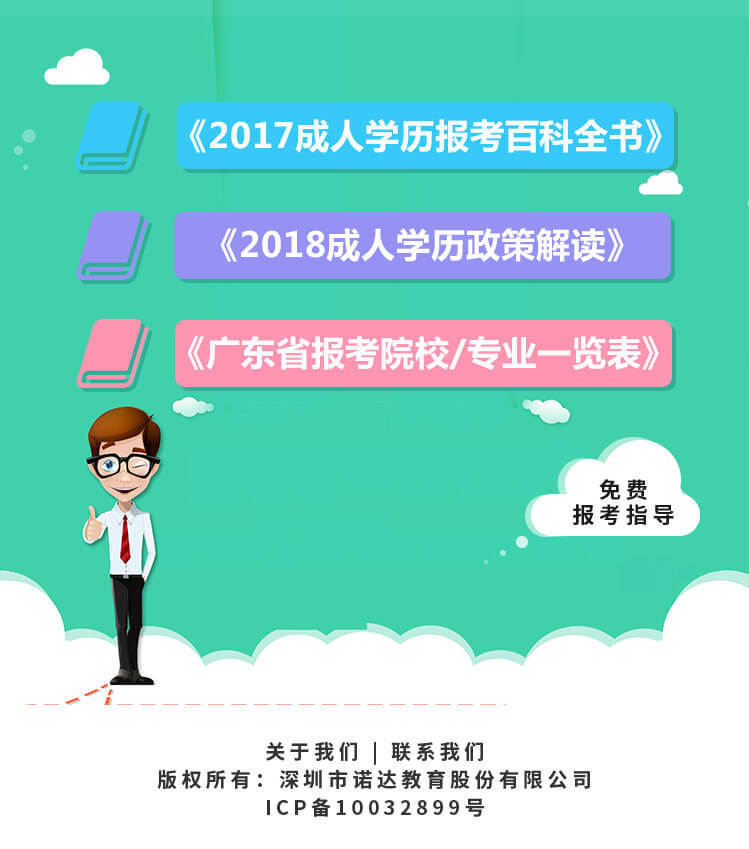 《2017成人学历报考百科全书》
《2018成人学历政策解读》
《广东省报考院校/专业一览表》
免费
报考指导
关于我们 | 联系我们
版权所有：深圳市诺达教育股份有限公司
ICP备10032899号